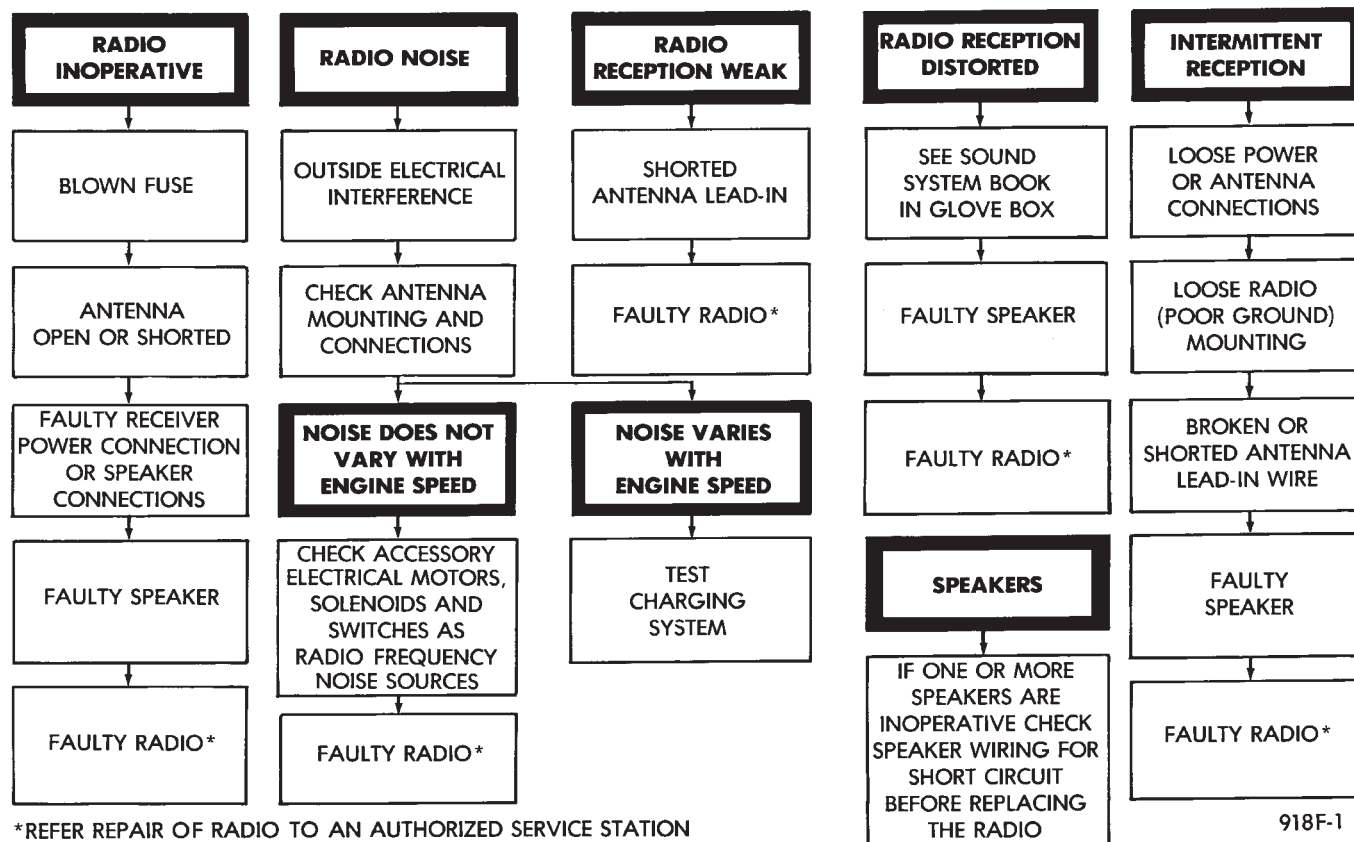 RADIO
INOPERATIVE
BLOWN FUSE
ANTENNA
OPEN OR SHORTED
FAULTY RECEIVER
POWER CONNECTION
OR SPEAKER
CONNECTIONS
FAULTY SPEAKER
FAULTY RADIO*
RADIO NOISE
OUTSIDE ELECTRICAL
INTERFERENCE
CHECK ANTENNA
MOUNTING AND
CONNECTIONS
NOISE DOES NOT
VARY WITH
ENGINE SPEED
CHECK ACCESSORY
ELECTRICAL MOTORS,
SOLENOIDS AND
SWITCHES AS
RADIO FREQUENCY
NOISE SOURCES
FAULTY RADIO*
RADIO
RECEPTION WEAK
SHORTED
ANTENNA LEAD-IN
FAULTY RADIO*
NOISE VARIES
WITH
ENGINE SPEED
TEST
CHARGING
SYSTEM
RADIO RECEPTION
DISTORTED
SEE SOUND
SYSTEM BOOK
IN GLOVE BOX
FAULTY SPEAKER
FAULTY RADIO*
SPEAKERS
IF ONE OR MORE
SPEAKERS ARE
INOPERATIVE CHECK
SPEAKER WIRING FOR
SHORT CIRCUIT
BEFORE REPLACING
THE RADIO
INTERMITTENT
RECEPTION
LOOSE POWER
OR ANTENNA
CONNECTIONS
LOOSE RADIO
(POOR GROUND)
MOUNTING
BROKEN OR
SHORTED ANTENNA
LEAD-IN WIRE
FAULTY
SPEAKER
FAULTY RADIO*
*REFER REPAIR OF RADIO TO AN AUTHORIZED SERVICE STATION
918F-1